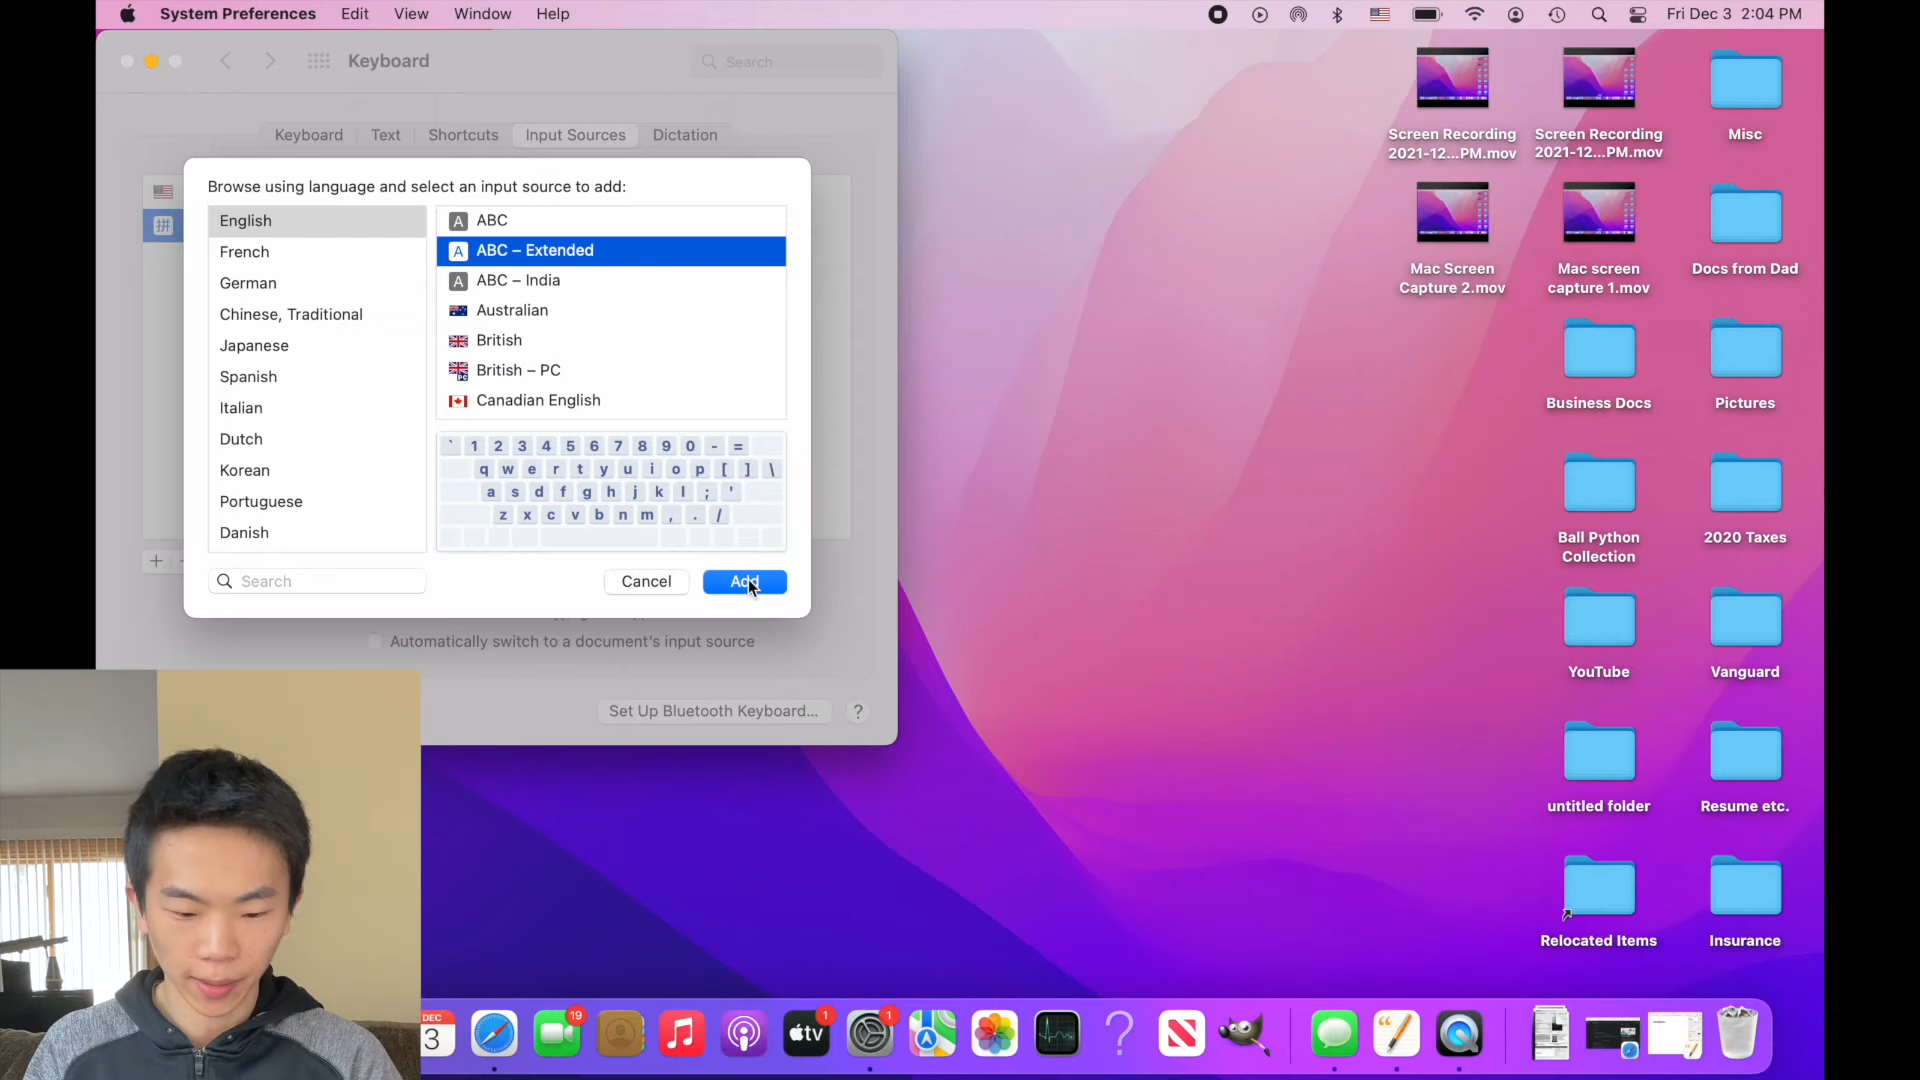 System Preferences Edit View Window Help Fri Dec 3 2:04 PM
Keyboard Search
Keyboard Text Shortcuts Input Sources Dictation
拼
Browse using language and select an input source to add:
English
French
German
Chinese, Traditional
Japanese
Spanish
Italian
Dutch
Korean
Portuguese
Danish
A ABC
A ABC – Extended
A ABC – India
Australian
British
PC British – PC
Canadian English
` 1 2 3 4 5 6 7 8 9 0 - =
q w e r t y u i o p [ ] \
a s d f g h j k l ; '
z x c v b n m , . /
Search Cancel Add
+
Automatically switch to a document's input source
Set Up Bluetooth Keyboard... ?
Screen Recording
2021-12...PM.mov
Screen Recording
2021-12...PM.mov
Misc
Mac Screen
Capture 2.mov
Mac screen
capture 1.mov
Docs from Dad
Business Docs
Pictures
Ball Python
Collection
2020 Taxes
YouTube
Vanguard
untitled folder
Resume etc.
Relocated Items
Insurance
DEC
3
19
tv
1
1
?